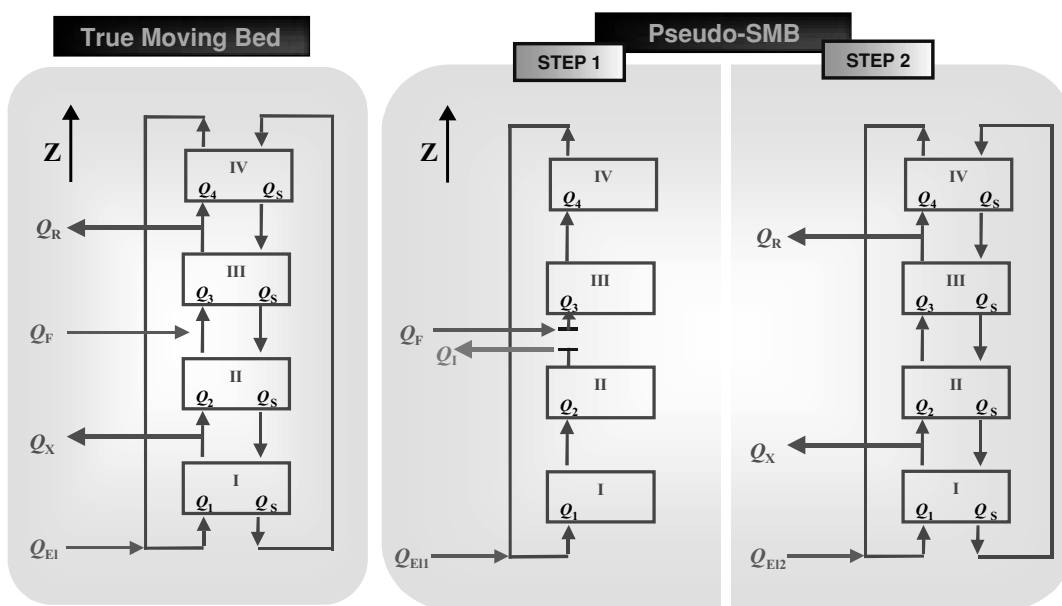 True Moving Bed
Z
IV
Q4 QS
QR
III
Q3 QS
QF
II
Q2 QS
QX
I
Q1 QS
QEl
Pseudo-SMB
STEP 1
Z
IV
Q4
III
Q3
QF
QI
II
Q2
I
Q1
QEl1
STEP 2
IV
Q4 QS
QR
III
Q3 QS
II
Q2 QS
QX
I
Q1 QS
QEl2